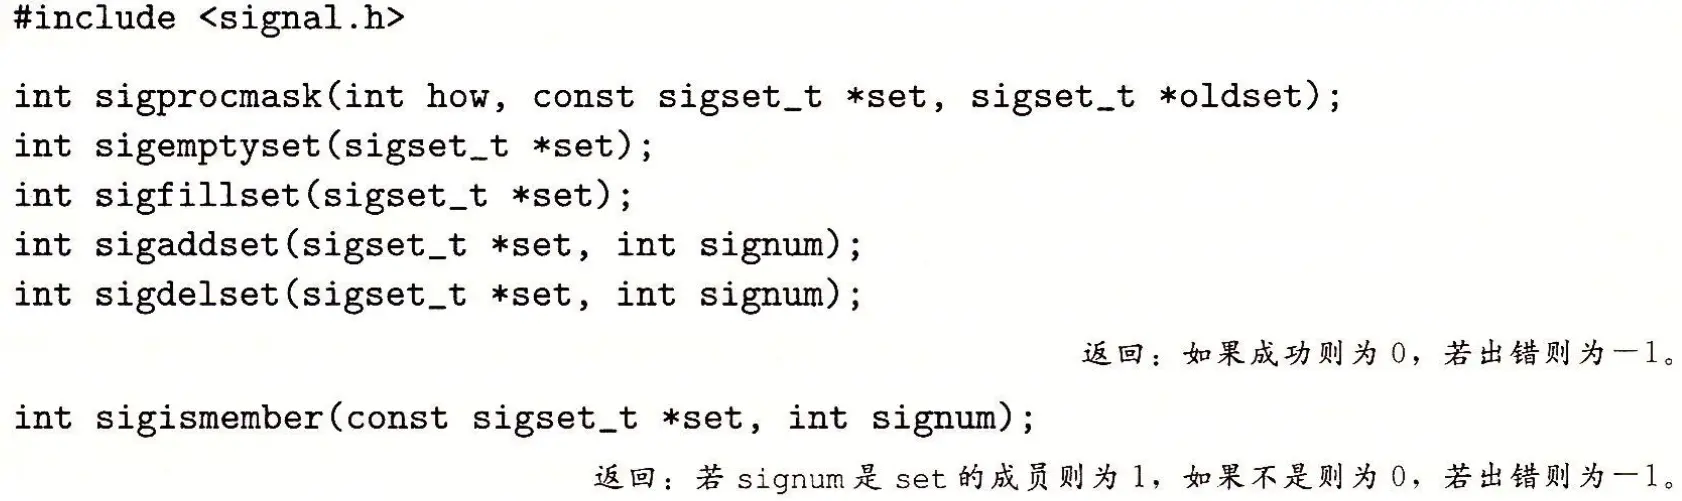 #include <signal.h>
int sigprocmask(int how, const sigset_t *set, sigset_t *oldset);
int sigemptyset(sigset_t *set);
int sigfillset(sigset_t *set);
int sigaddset(sigset_t *set, int signum);
int sigdelset(sigset_t *set, int signum);
返回：如果成功则为 0，若出错则为－1。
int sigismember(const sigset_t *set, int signum);
返回：若 signum 是 set 的成员则为 1，如果不是则为 0，若出错则为－1。